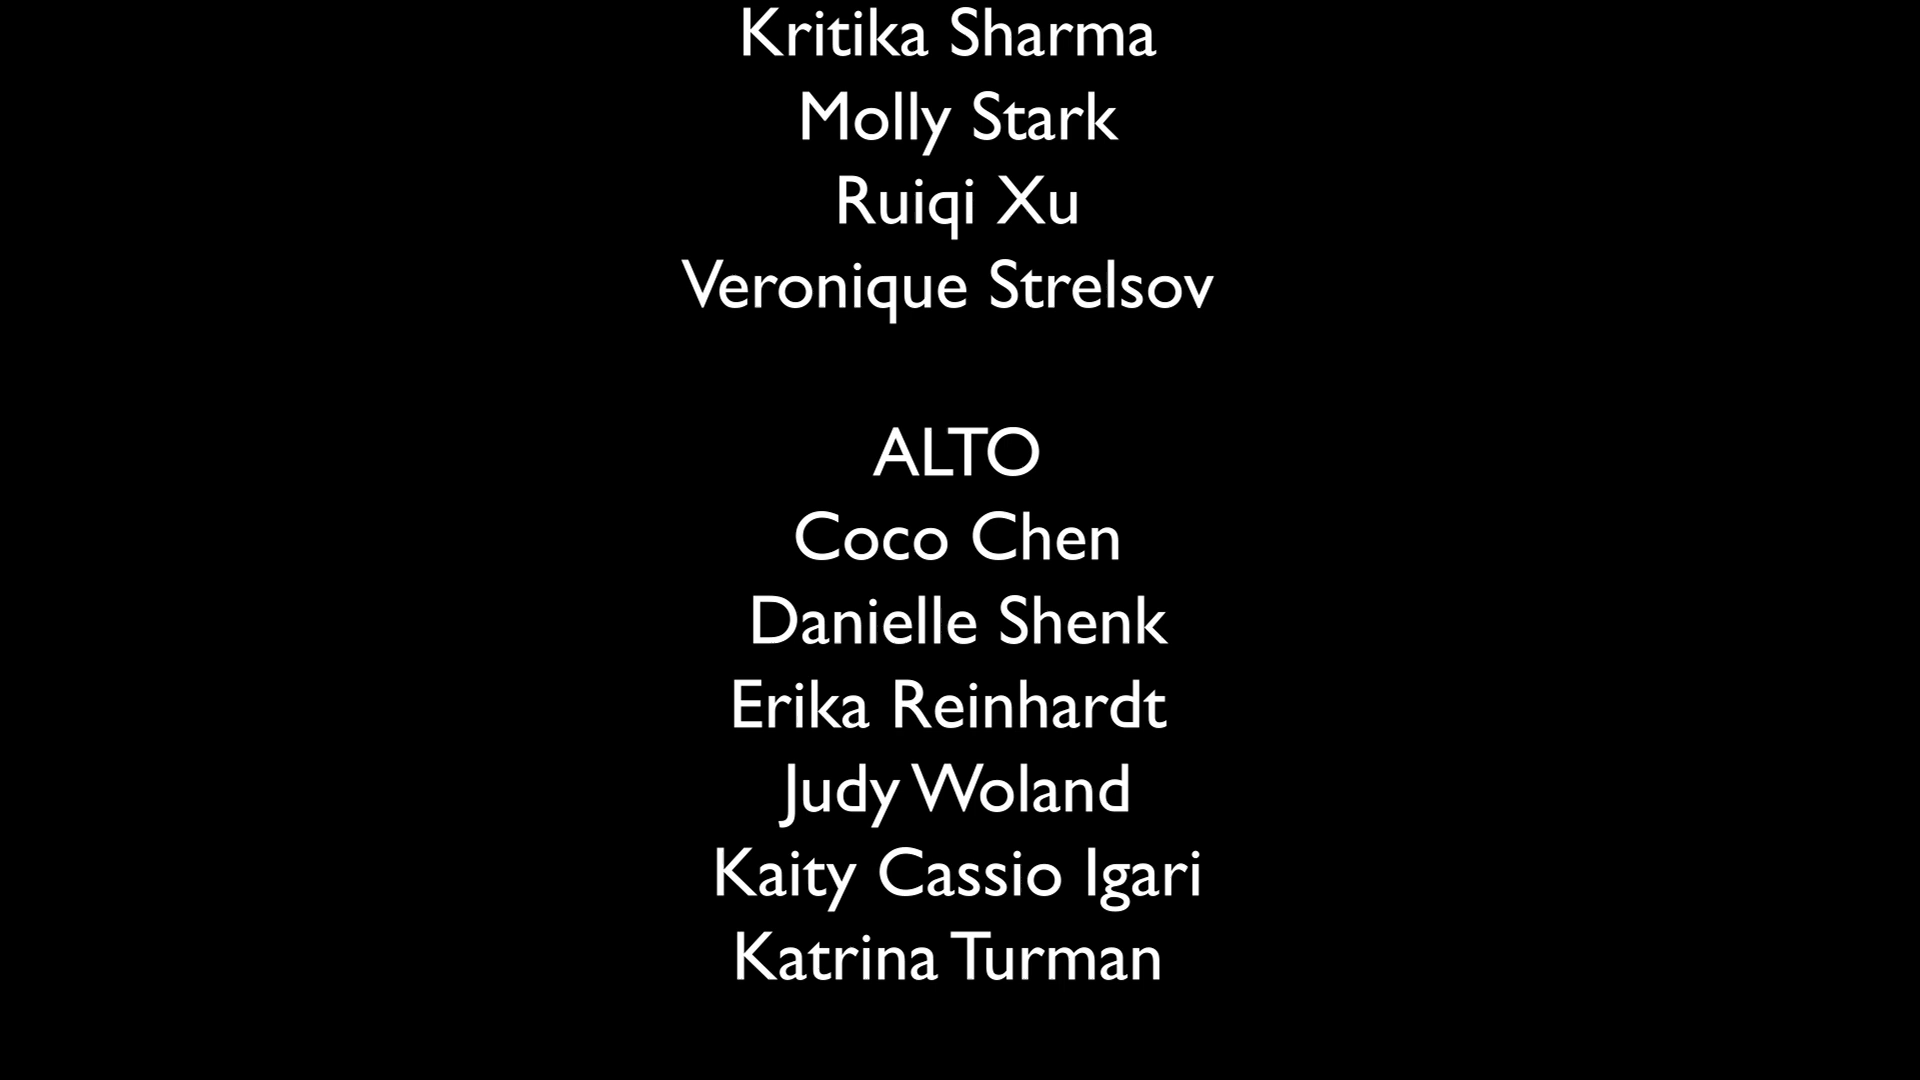 Kritika Sharma
Molly Stark
Ruiqi Xu
Veronique Strelsov
ALTO
Coco Chen
Danielle Shenk
Erika Reinhardt
Judy Woland
Kaity Cassio Igari
Katrina Turman